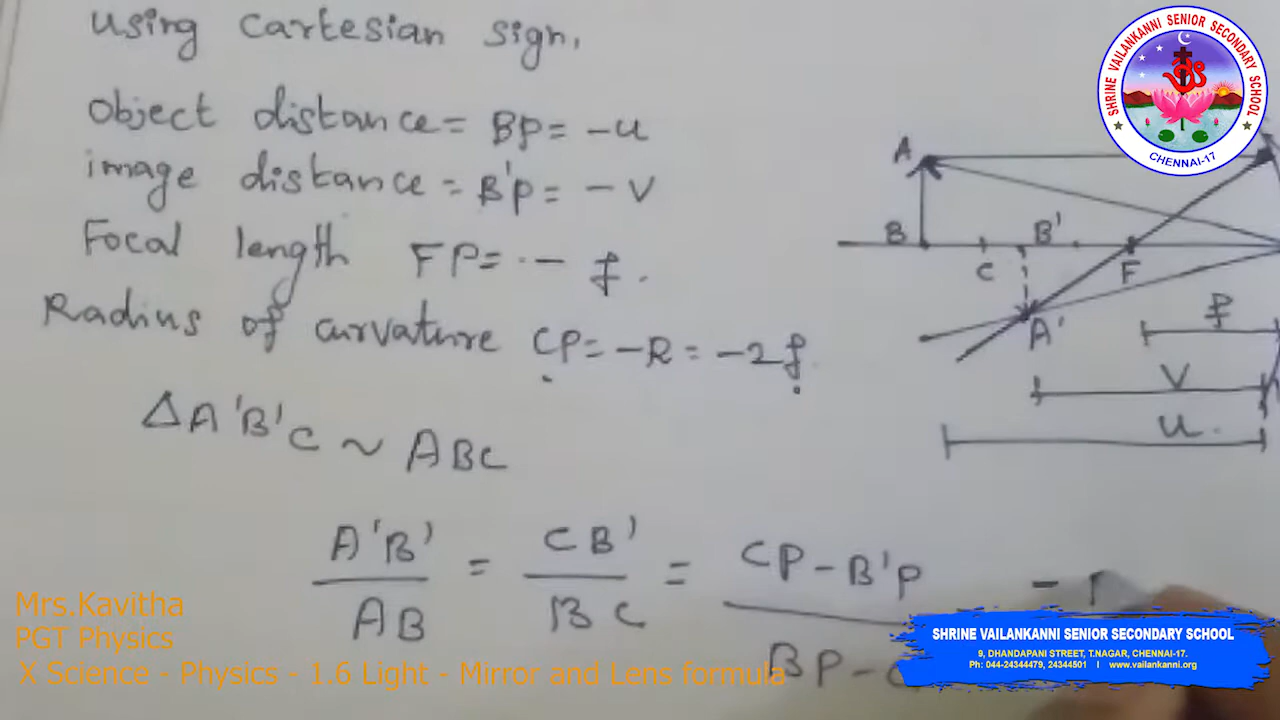 using cartesian sign,
Object distance = BP = -u
image distance = B'P = - v
Focal length FP = - f.
Radius of curvature CP = -R = -2f
ΔA'B'C ~ ABC
A'B'/AB = CB'/BC = CP - B'P
BP -
A
B
B'
C
F
A'
f
v
u
SHRINE VAILANKANNI SENIOR SECONDARY SCHOOL
CHENNAI-17
Mrs.Kavitha
PGT Physics
X Science - Physics - 1.6 Light - Mirror and Lens formula
SHRINE VAILANKANNI SENIOR SECONDARY SCHOOL
9, DHANDAPANI STREET, T.NAGAR, CHENNAI-17.
Ph: 044-24344479, 24344501 | www.vailankanni.org